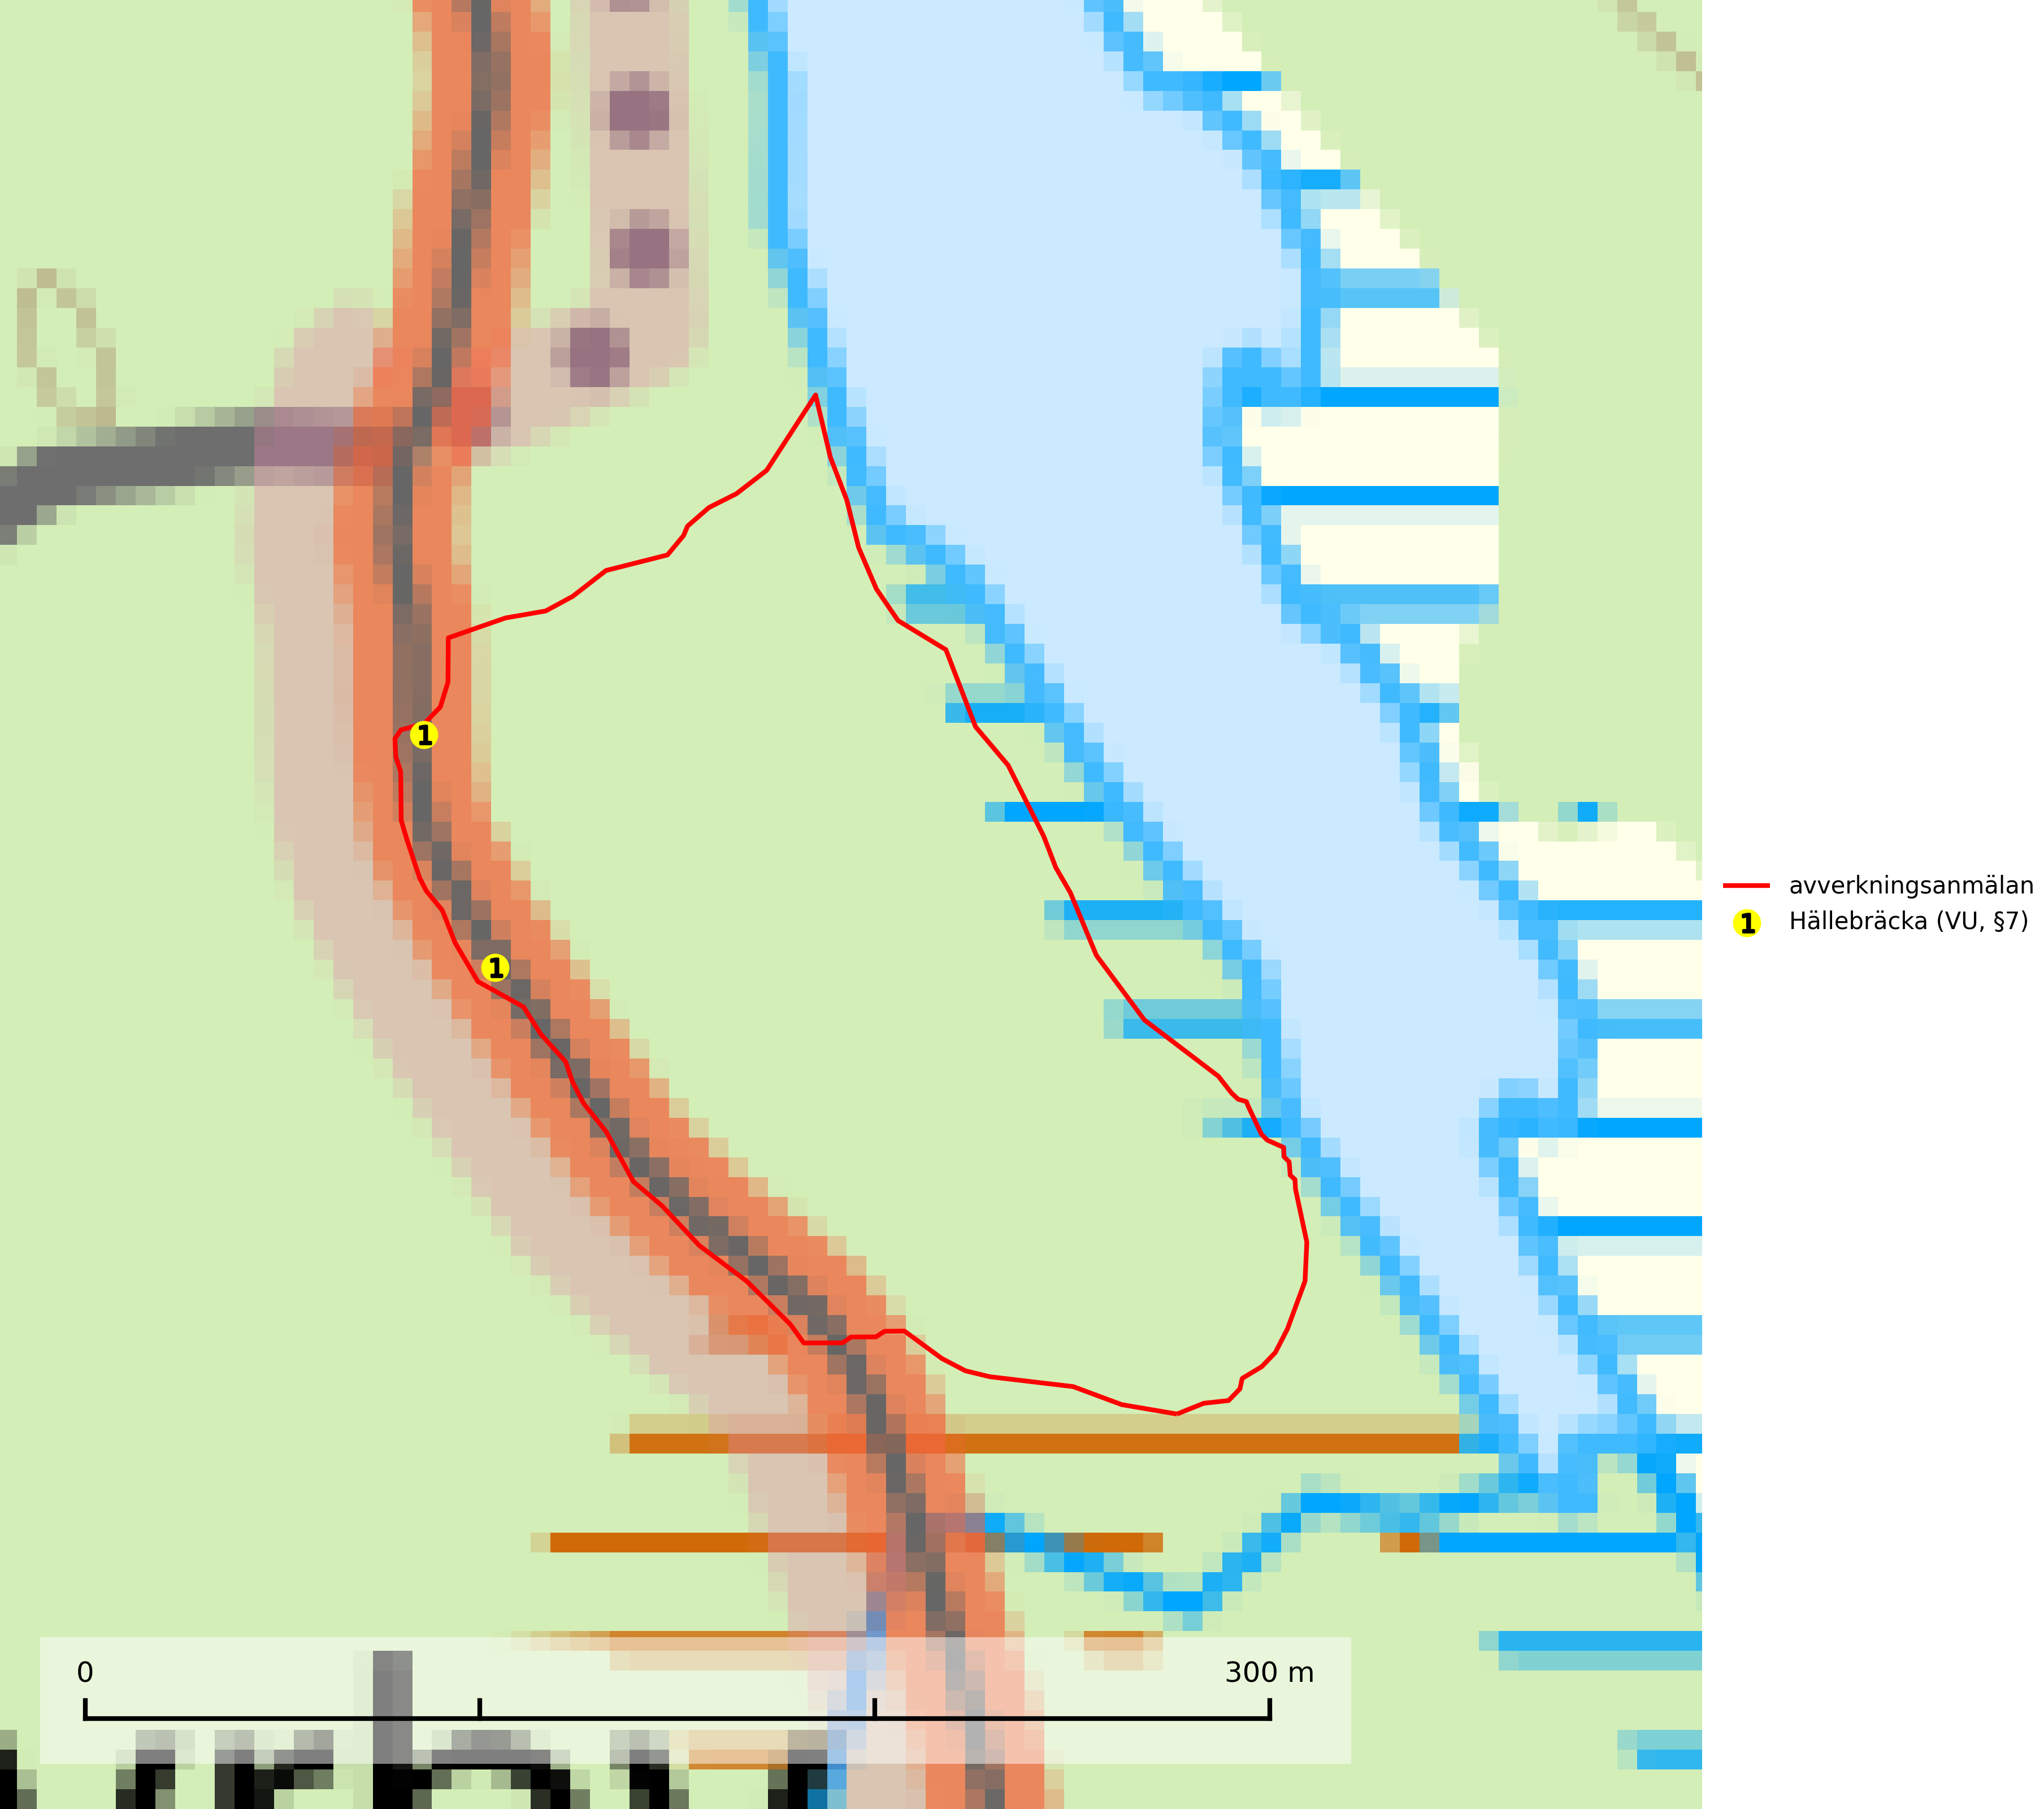 1
1
avverkningsanmälan
1 Hällebräcka (VU, §7)
0 300 m